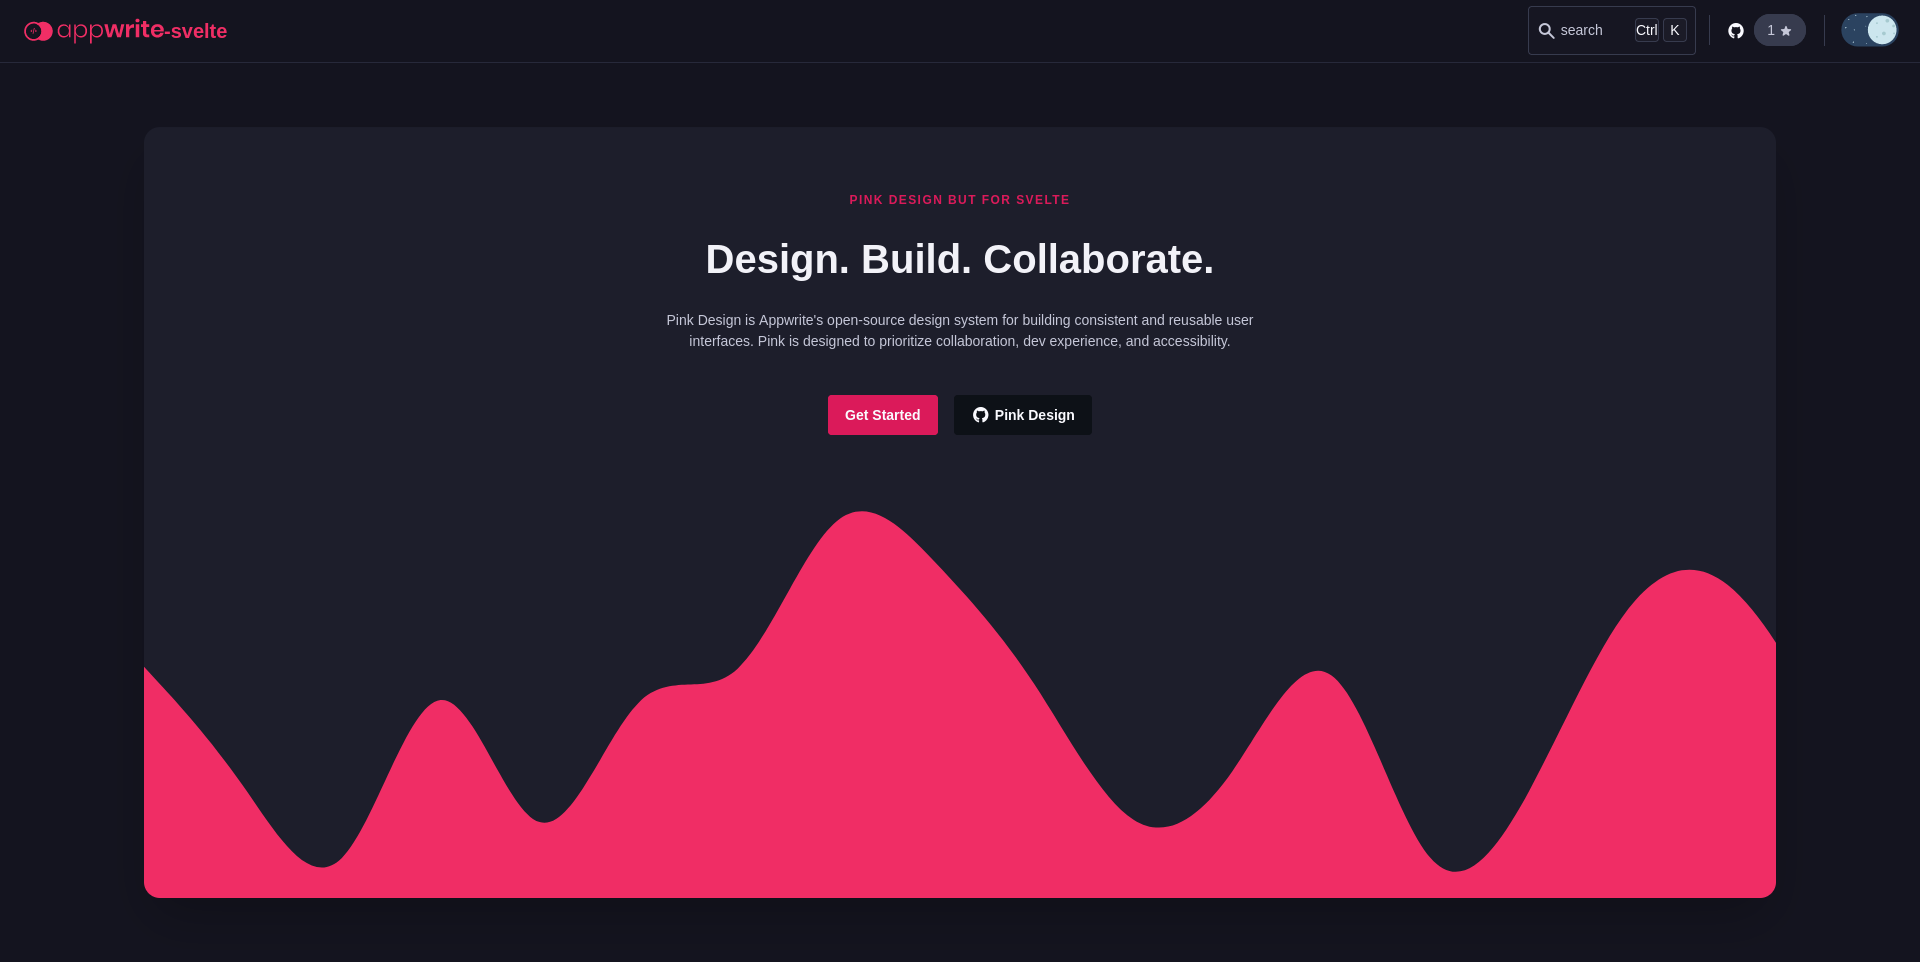 appwrite-svelte
search Ctrl K
1
PINK DESIGN BUT FOR SVELTE
Design. Build. Collaborate.
Pink Design is Appwrite's open-source design system for building consistent and reusable user
interfaces. Pink is designed to prioritize collaboration, dev experience, and accessibility.
Get Started
Pink Design